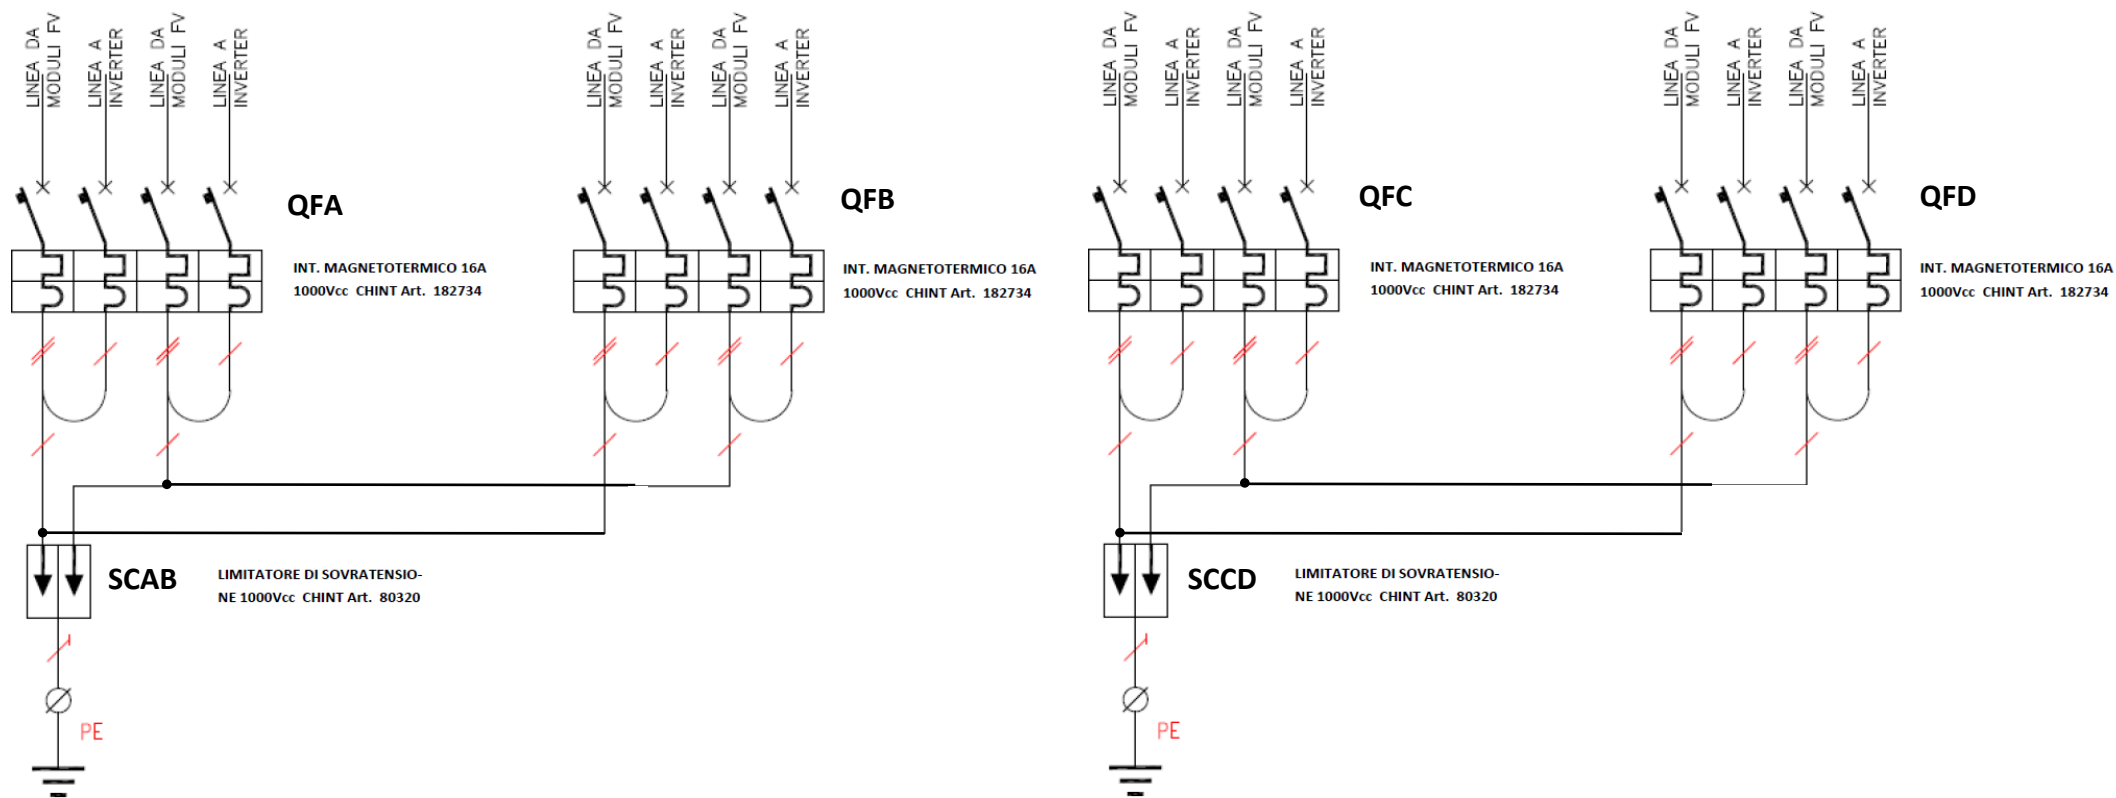 LINEA DA
MODULI FV
LINEA A
INVERTER
LINEA DA
MODULI FV
LINEA A
INVERTER
LINEA DA
MODULI FV
LINEA A
INVERTER
LINEA DA
MODULI FV
LINEA A
INVERTER
LINEA DA
MODULI FV
LINEA A
INVERTER
LINEA DA
MODULI FV
LINEA A
INVERTER
LINEA DA
MODULI FV
LINEA A
INVERTER
LINEA DA
MODULI FV
LINEA A
INVERTER
QFA
INT. MAGNETOTERMICO 16A
1000Vcc CHINT Art. 182734
QFB
INT. MAGNETOTERMICO 16A
1000Vcc CHINT Art. 182734
QFC
INT. MAGNETOTERMICO 16A
1000Vcc CHINT Art. 182734
QFD
INT. MAGNETOTERMICO 16A
1000Vcc CHINT Art. 182734
SCAB
LIMITATORE DI SOVRATENSIO-
NE 1000Vcc CHINT Art. 80320
PE
SCCD
LIMITATORE DI SOVRATENSIO-
NE 1000Vcc CHINT Art. 80320
PE